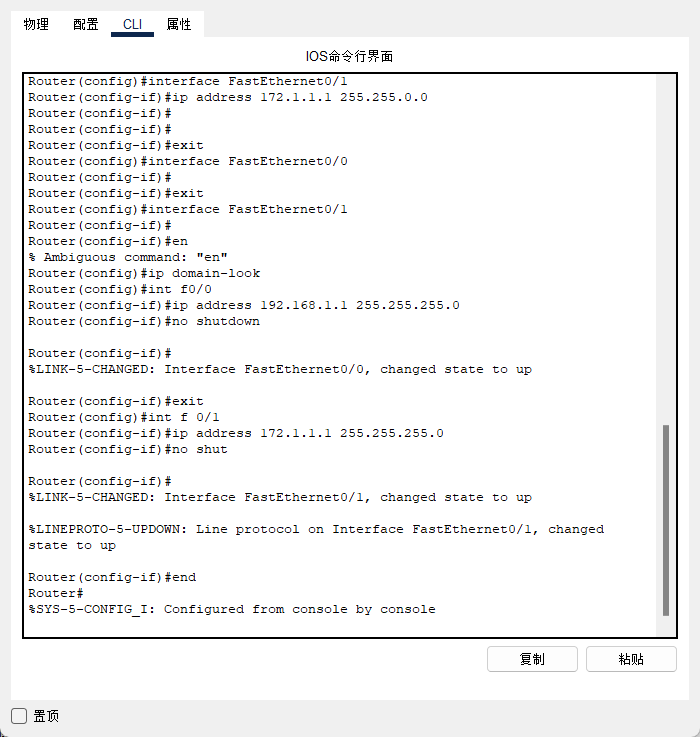 物理 配置 CLI 属性
IOS命令行界面
Router(config)#interface FastEthernet0/1
Router(config-if)#ip address 172.1.1.1 255.255.0.0
Router(config-if)#
Router(config-if)#
Router(config-if)#exit
Router(config)#interface FastEthernet0/0
Router(config-if)#
Router(config-if)#exit
Router(config)#interface FastEthernet0/1
Router(config-if)#
Router(config-if)#en
% Ambiguous command: "en"
Router(config)#ip domain-look
Router(config)#int f0/0
Router(config-if)#ip address 192.168.1.1 255.255.255.0
Router(config-if)#no shutdown
Router(config-if)#
%LINK-5-CHANGED: Interface FastEthernet0/0, changed state to up
Router(config-if)#exit
Router(config)#int f 0/1
Router(config-if)#ip address 172.1.1.1 255.255.255.0
Router(config-if)#no shut
Router(config-if)#
%LINK-5-CHANGED: Interface FastEthernet0/1, changed state to up
%LINEPROTO-5-UPDOWN: Line protocol on Interface FastEthernet0/1, changed
state to up
Router(config-if)#end
Router#
%SYS-5-CONFIG_I: Configured from console by console
复制 粘贴
置顶